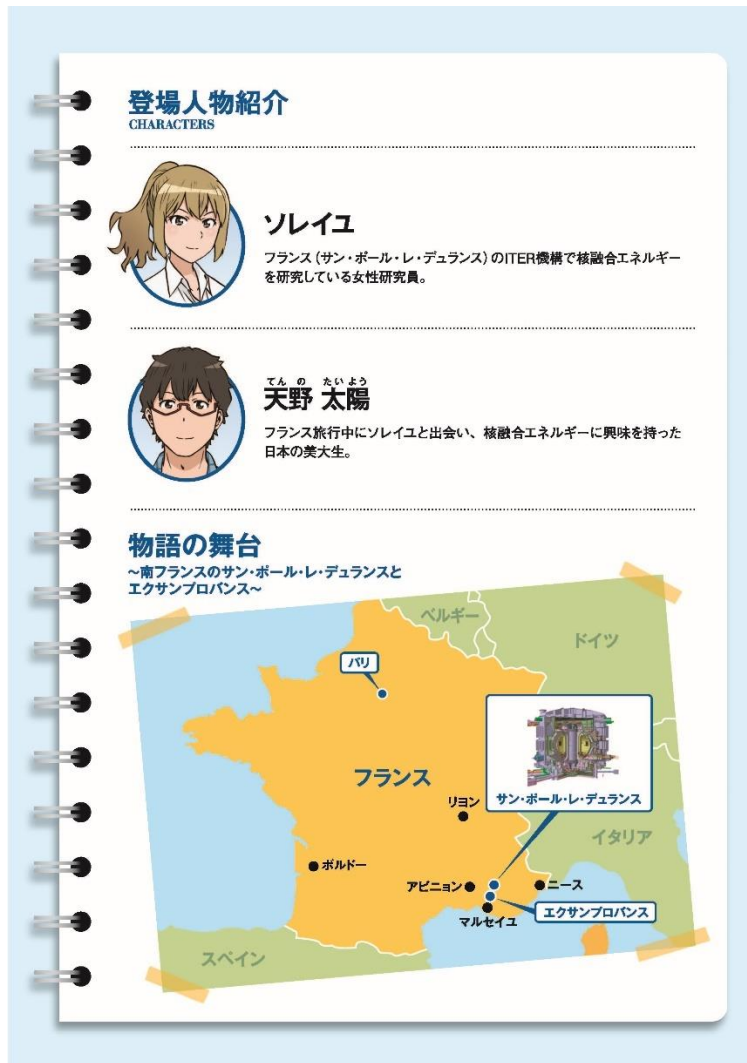 登場人物紹介
CHARACTERS
ソレイユ
フランス（サン・ポール・レ・デュランス）のITER機構で核融合エネルギー
を研究している女性研究員。
てん の たい よう
天野 太陽
フランス旅行中にソレイユと出会い、核融合エネルギーに興味を持った
日本の美大生。
物語の舞台
～南フランスのサン・ポール・レ・デュランスと
エクサンプロバンス～
ベルギー
ドイツ
パリ
フランス
サン・ポール・レ・デュランス
リヨン
イタリア
ボルドー
アビニョン
ニース
エクサンプロバンス
マルセイユ
スペイン